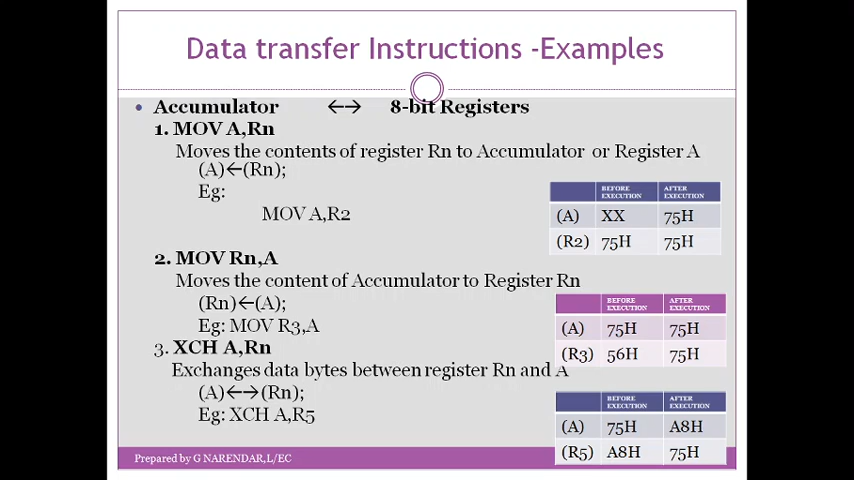 Data transfer Instructions -Examples
• Accumulator ←→ 8-bit Registers
1. MOV A,Rn
Moves the contents of register Rn to Accumulator or Register A
(A)←(Rn);
Eg:
MOV A,R2
BEFORE EXECUTION AFTER EXECUTION
(A) XX 75H
(R2) 75H 75H
2. MOV Rn,A
Moves the content of Accumulator to Register Rn
(Rn)←(A);
Eg: MOV R3,A
BEFORE EXECUTION AFTER EXECUTION
(A) 75H 75H
(R3) 56H 75H
3. XCH A,Rn
Exchanges data bytes between register Rn and A
(A)←→(Rn);
Eg: XCH A,R5
BEFORE EXECUTION AFTER EXECUTION
(A) 75H A8H
(R5) A8H 75H
Prepared by G NARENDAR,L/EC